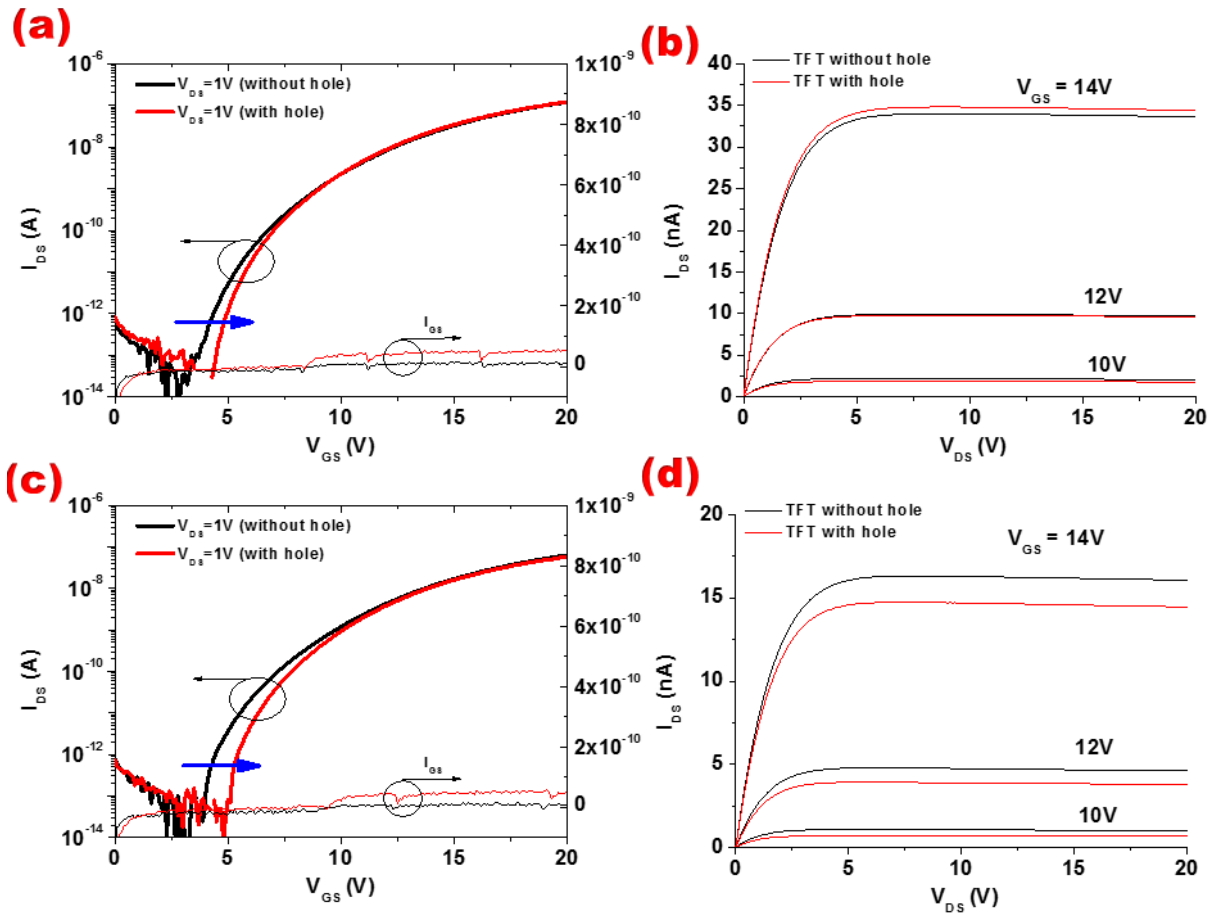 (a)
10⁻⁶
10⁻⁸
10⁻¹⁰
10⁻¹²
10⁻¹⁴
I_DS (A)
V_DS=1V (without hole)
V_DS=1V (with hole)
I_GS
1x10⁻⁹
8x10⁻¹⁰
6x10⁻¹⁰
4x10⁻¹⁰
2x10⁻¹⁰
0
0 5 10 15 20
V_GS (V)
(b)
40
35
30
25
20
15
10
5
0
I_DS (nA)
TFT without hole
TFT with hole
V_GS = 14V
12V
10V
0 5 10 15 20
V_DS (V)
(c)
10⁻⁶
10⁻⁸
10⁻¹⁰
10⁻¹²
10⁻¹⁴
I_DS (A)
V_DS=1V (without hole)
V_DS=1V (with hole)
I_GS
1x10⁻⁹
8x10⁻¹⁰
6x10⁻¹⁰
4x10⁻¹⁰
2x10⁻¹⁰
0
0 5 10 15 20
V_GS (V)
(d)
20
15
10
5
0
I_DS (nA)
TFT without hole
TFT with hole
V_GS = 14V
12V
10V
0 5 10 15 20
V_DS (V)